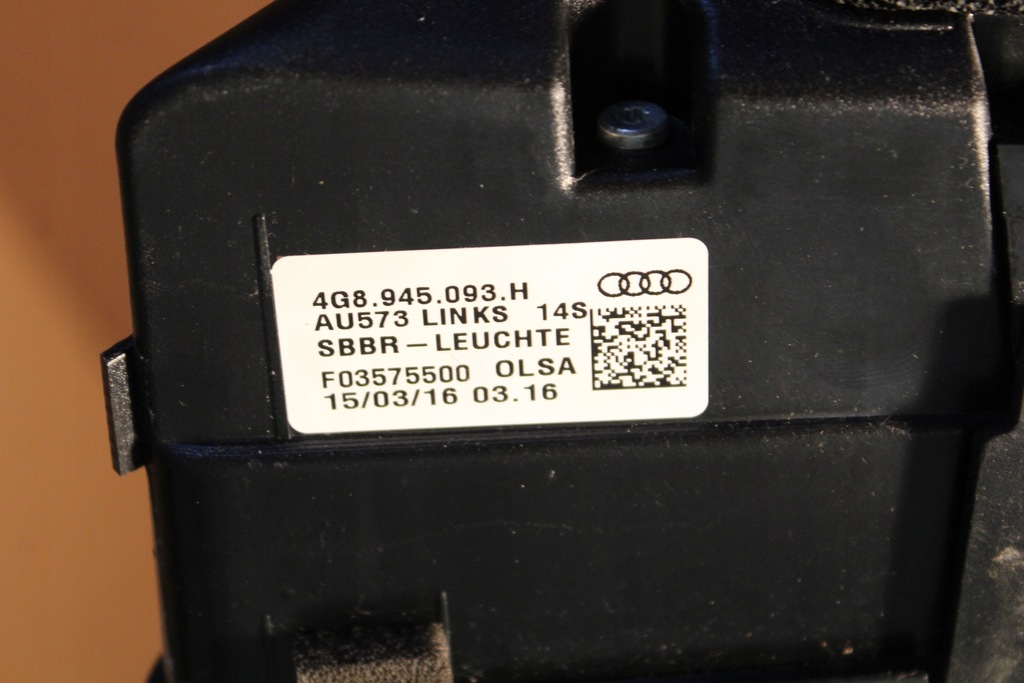 4G8.945.093.H
AU573 LINKS 14S
SBBR-LEUCHTE
F03575500 OLSA
15/03/16 03.16